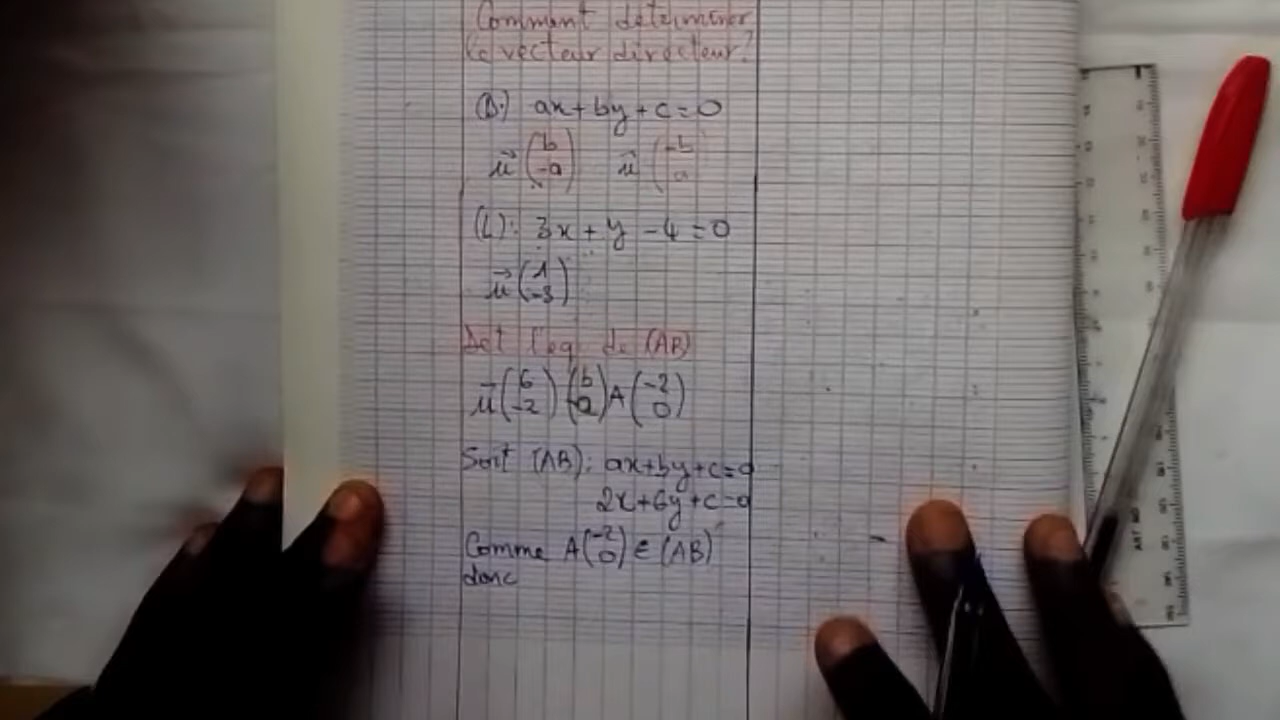 Comment déterminer
le vecteur directeur?
(D:) ax + by + c = 0
u⃗ (b -a) u⃗ (-b a)
(L): 3x + y - 4 = 0
u⃗ (1 -3)
Det l'eq de (AB)
u⃗ (6 -2) (b -a) A (-2 0)
Soit (AB): ax+by+c=0
2x+6y+c=0
Comme A (-2 0) ∈ (AB)
donc